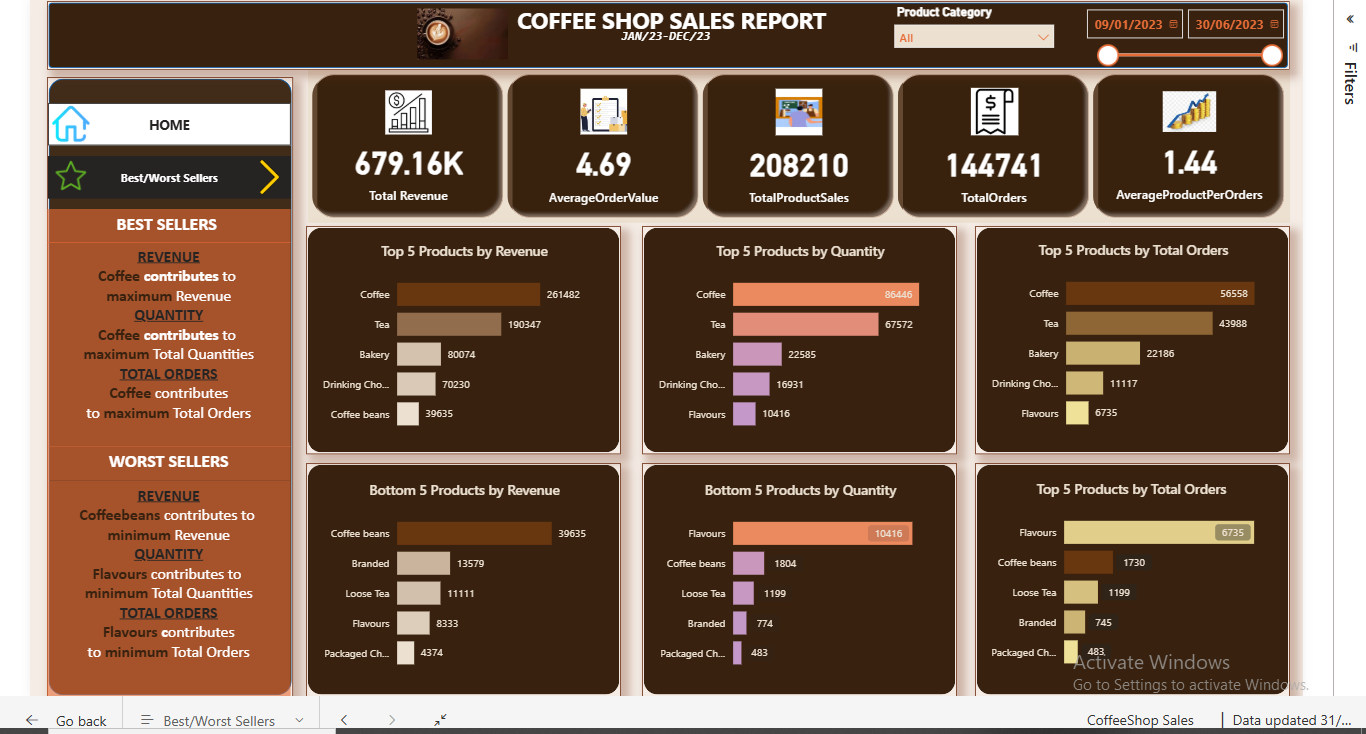 COFFEE SHOP SALES REPORT
JAN/23-DEC/23
Product Category
All
09/01/2023
30/06/2023
Filters
HOME
Best/Worst Sellers
BEST SELLERS
REVENUE
Coffee contributes to
maximum Revenue
QUANTITY
Coffee contributes to
maximum Total Quantities
TOTAL ORDERS
Coffee contributes
to maximum Total Orders
WORST SELLERS
REVENUE
Coffeebeans contributes to
minimum Revenue
QUANTITY
Flavours contributes to
minimum Total Quantities
TOTAL ORDERS
Flavours contributes
to minimum Total Orders
679.16K
Total Revenue
4.69
AverageOrderValue
208210
TotalProductSales
144741
TotalOrders
1.44
AverageProductPerOrders
Top 5 Products by Revenue
Coffee 261482
Tea 190347
Bakery 80074
Drinking Cho... 70230
Coffee beans 39635
Top 5 Products by Quantity
Coffee 86446
Tea 67572
Bakery 22585
Drinking Cho... 16931
Flavours 10416
Top 5 Products by Total Orders
Coffee 56558
Tea 43988
Bakery 22186
Drinking Cho... 11117
Flavours 6735
Bottom 5 Products by Revenue
Coffee beans 39635
Branded 13579
Loose Tea 11111
Flavours 8333
Packaged Ch... 4374
Bottom 5 Products by Quantity
Flavours 10416
Coffee beans 1804
Loose Tea 1199
Branded 774
Packaged Ch... 483
Top 5 Products by Total Orders
Flavours 6735
Coffee beans 1730
Loose Tea 1199
Branded 745
Packaged Ch... 483
Activate Windows
Go to Settings to activate Windows.
Go back
Best/Worst Sellers
CoffeeShop Sales
Data updated 31/...